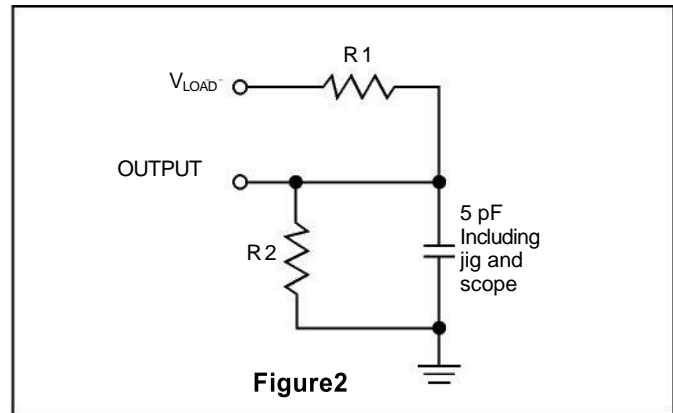 R1
VLOAD
OUTPUT
5 pF
Including
jig and
scope
R2
Figure2